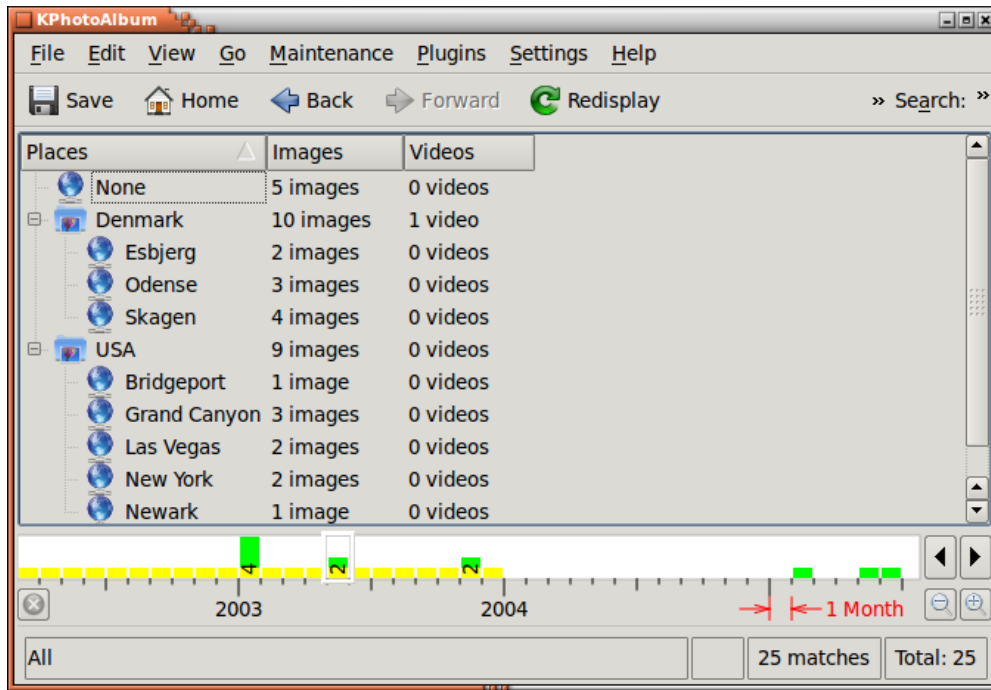 KPhotoAlbum
File Edit View Go Maintenance Plugins Settings Help
Save Home Back Forward Redisplay » Search: »
Places Images Videos
None 5 images 0 videos
Denmark 10 images 1 video
Esbjerg 2 images 0 videos
Odense 3 images 0 videos
Skagen 4 images 0 videos
USA 9 images 0 videos
Bridgeport 1 image 0 videos
Grand Canyon 3 images 0 videos
Las Vegas 2 images 0 videos
New York 2 images 0 videos
Newark 1 image 0 videos
4 2 2
2003 2004 1 Month
All 25 matches Total: 25